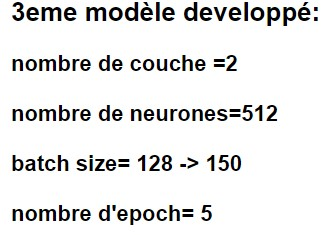 3eme modèle developpé:
nombre de couche =2
nombre de neurones=512
batch size= 128 -> 150
nombre d'epoch= 5